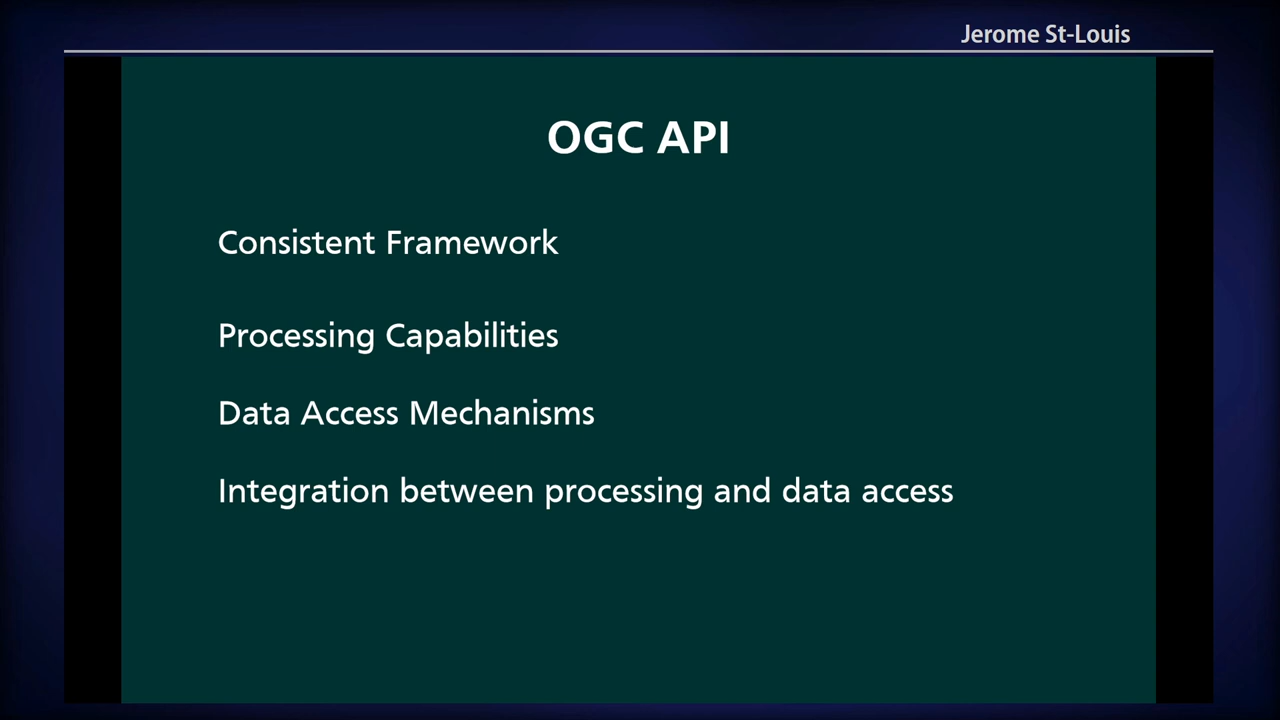 Jerome St-Louis
OGC API
Consistent Framework
Processing Capabilities
Data Access Mechanisms
Integration between processing and data access